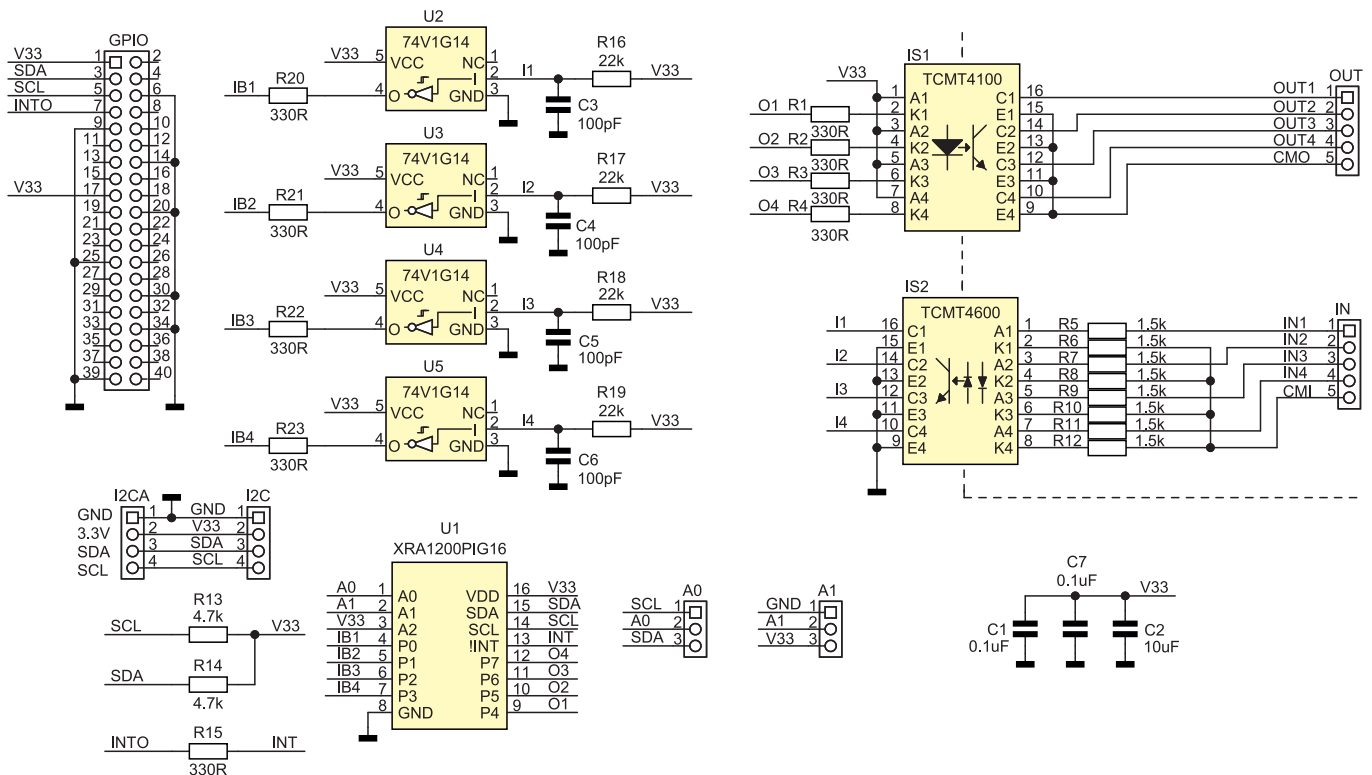 GPIO
V33 1 2
SDA 3 4
SCL 5 6
INTO 7 8
9 10
11 12
13 14
15 16
V33 17 18
19 20
21 22
23 24
25 26
27 28
29 30
31 32
33 34
35 36
37 38
39 40
U2
74V1G14
V33 5 VCC NC 1
I 2 I1
IB1 R20 330R 4 O GND 3
R16
22k
V33
C3
100pF
U3
74V1G14
V33 5 VCC NC 1
I 2 I2
IB2 R21 330R 4 O GND 3
R17
22k
V33
C4
100pF
U4
74V1G14
V33 5 VCC NC 1
I 2 I3
IB3 R22 330R 4 O GND 3
R18
22k
V33
C5
100pF
U5
74V1G14
V33 5 VCC NC 1
I 2 I4
IB4 R23 330R 4 O GND 3
R19
22k
V33
C6
100pF
IS1
TCMT4100
V33
1 A1 C1 16
O1 R1 330R 2 K1 E1 15
3 A2 C2 14
O2 R2 330R 4 K2 E2 13
5 A3 C3 12
O3 R3 330R 6 K3 E3 11
7 A4 C4 10
O4 R4 330R 8 K4 E4 9
OUT
OUT1 1
OUT2 2
OUT3 3
OUT4 4
CMO 5
IS2
TCMT4600
I1 16 C1 A1 1 R5 1.5k
15 E1 K1 2 R6 1.5k
I2 14 C2 A2 3 R7 1.5k
13 E2 K2 4 R8 1.5k
I3 12 C3 A3 5 R9 1.5k
11 E3 K3 6 R10 1.5k
I4 10 C4 A4 7 R11 1.5k
9 E4 K4 8 R12 1.5k
IN
IN1 1
IN2 2
IN3 3
IN4 4
CMI 5
I2CA I2C
GND 1 GND 1
3.3V 2 V33 2
SDA 3 SDA 3
SCL 4 SCL 4
R13
SCL 4.7k V33
R14
SDA
4.7k
R15
INTO INT
330R
U1
XRA1200PIG16
A0 1 A0 VDD 16 V33
A1 2 A1 SDA 15 SDA
V33 3 A2 SCL 14 SCL
IB1 4 P0 !INT 13 INT
IB2 5 P1 P7 12 O4
IB3 6 P2 P6 11 O3
IB4 7 P3 P5 10 O2
8 GND P4 9 O1
A0
SCL 1
A0 2
SDA 3
A1
GND 1
A1 2
V33 3
C7
0.1uF
V33
C1
0.1uF
C2
10uF